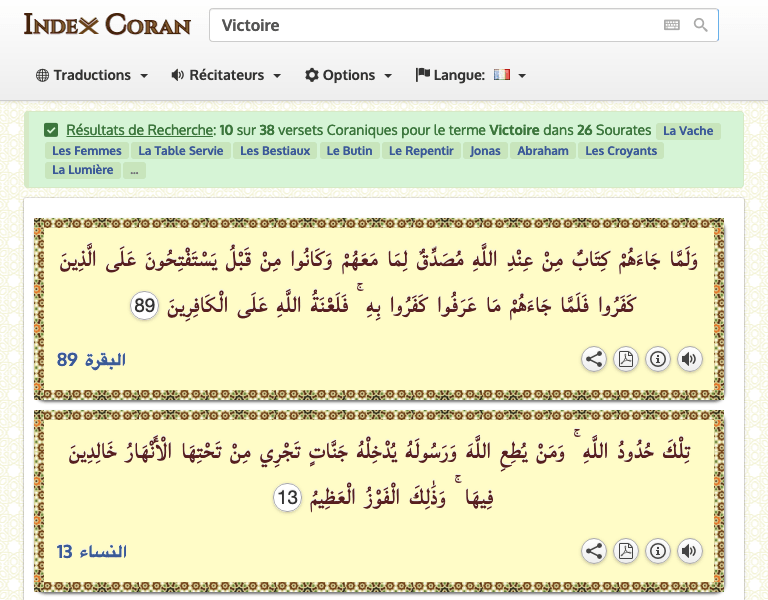 INDEX CORAN
Victoire
Traductions
Récitateurs
Options
Langue:
Résultats de Recherche: 10 sur 38 versets Coraniques pour le terme Victoire dans 26 Sourates La Vache
Les Femmes La Table Servie Les Bestiaux Le Butin Le Repentir Jonas Abraham Les Croyants
La Lumière ...
وَلَمَّا جَاءَهُمْ كِتَابٌ مِنْ عِنْدِ اللَّهِ مُصَدِّقٌ لِمَا مَعَهُمْ وَكَانُوا مِنْ قَبْلُ يَسْتَفْتِحُونَ عَلَى الَّذِينَ
كَفَرُوا فَلَمَّا جَاءَهُمْ مَا عَرَفُوا كَفَرُوا بِهِ ۚ فَلَعْنَةُ اللَّهِ عَلَى الْكَافِرِينَ 89
البقرة 89
تِلْكَ حُدُودُ اللَّهِ ۚ وَمَنْ يُطِعِ اللَّهَ وَرَسُولَهُ يُدْخِلْهُ جَنَّاتٍ تَجْرِي مِنْ تَحْتِهَا الْأَنْهَارُ خَالِدِينَ
فِيهَا ۚ وَذَٰلِكَ الْفَوْزُ الْعَظِيمُ 13
النساء 13